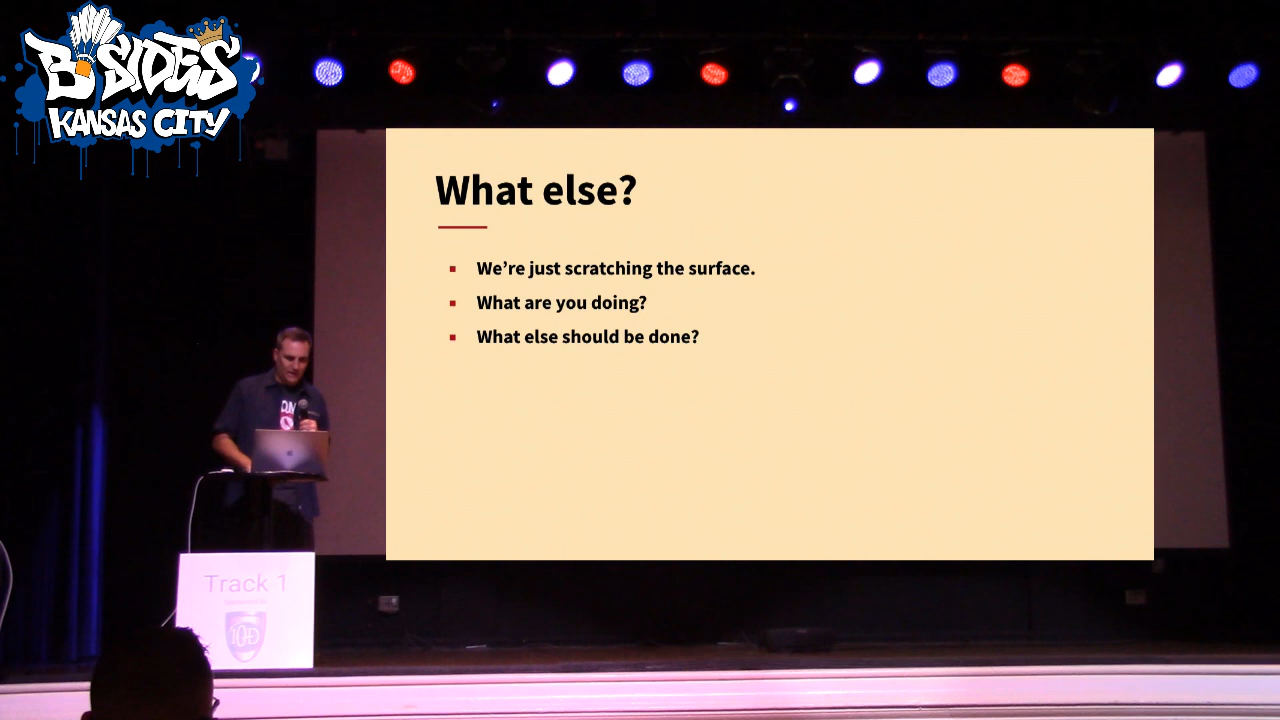 B·SIDES
KANSAS CITY
What else?
We're just scratching the surface.
What are you doing?
What else should be done?
Track 1